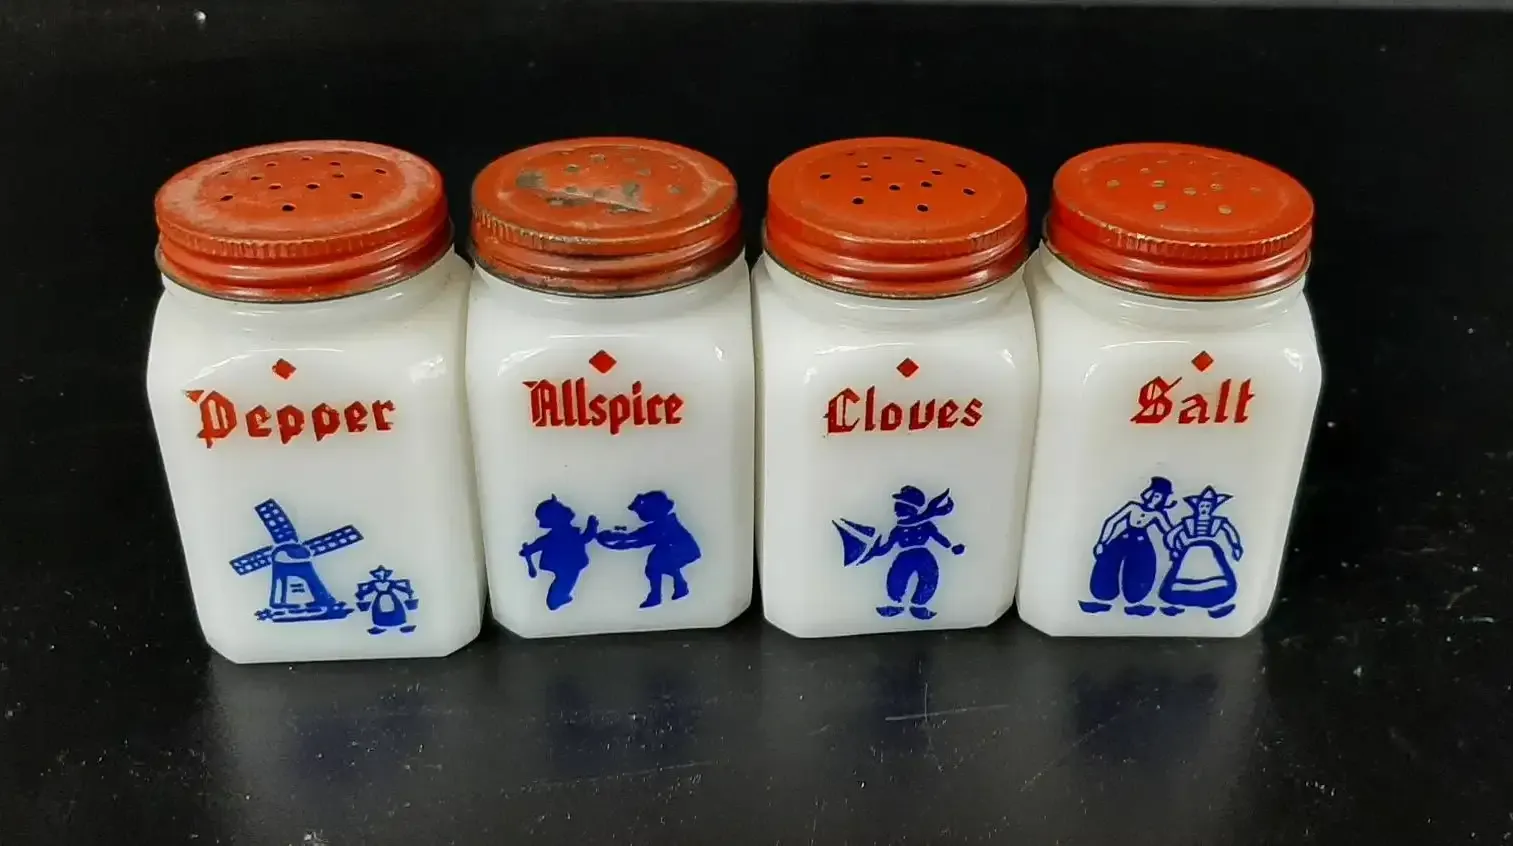 Pepper
Allspice
Cloves
Salt